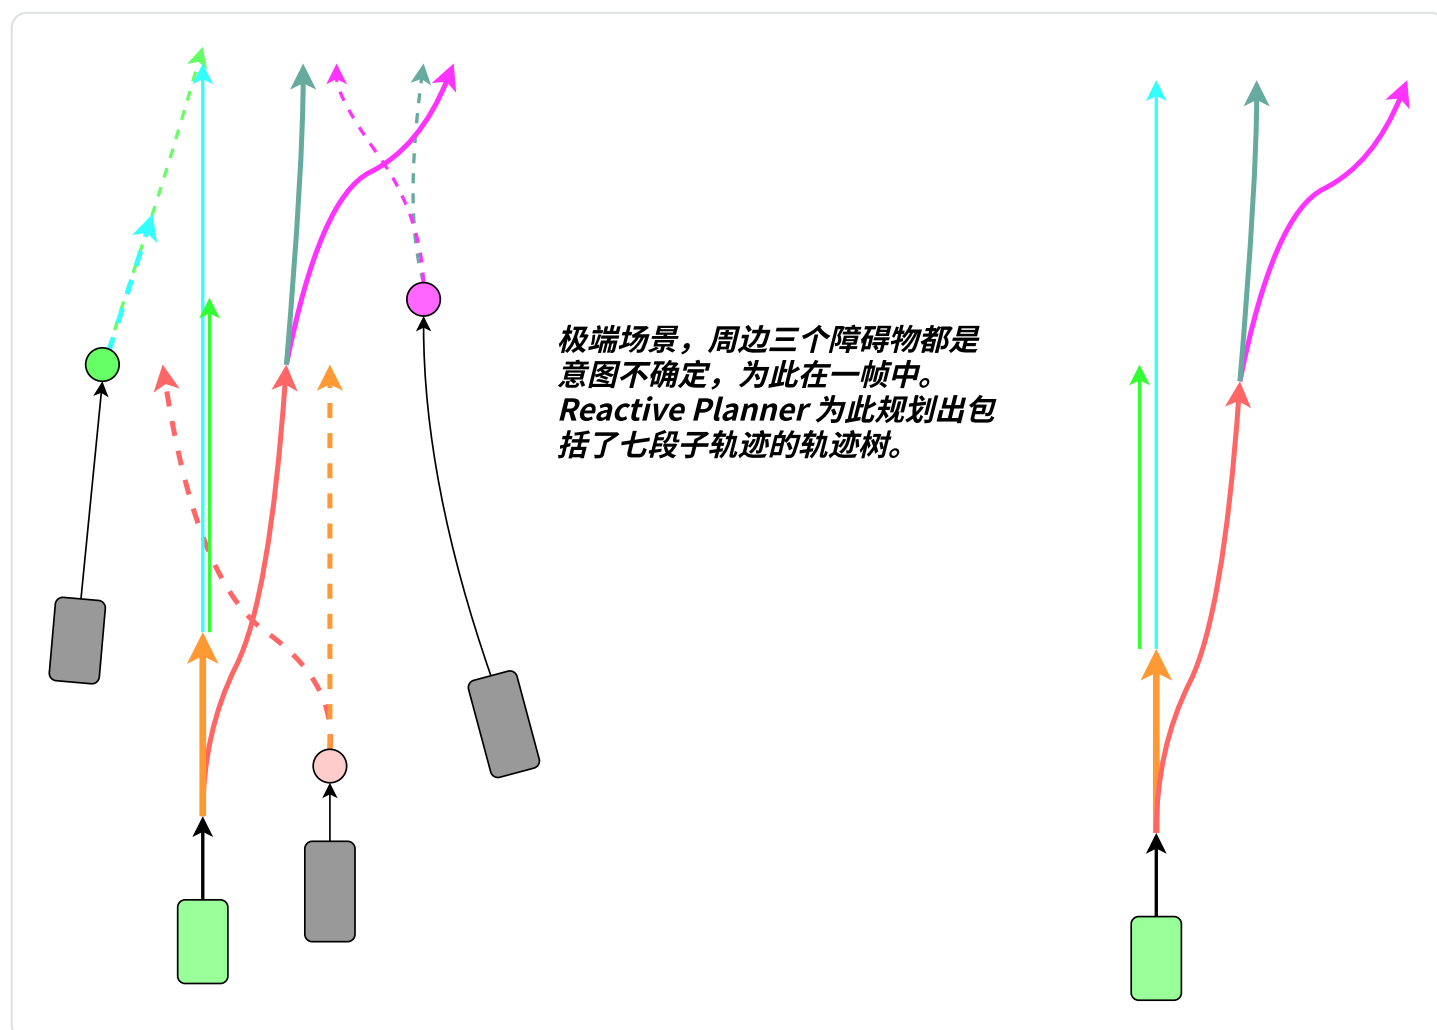 极端场景，周边三个障碍物都是
意图不确定，为此在一帧中。
Reactive Planner 为此规划出包
括了七段子轨迹的轨迹树。